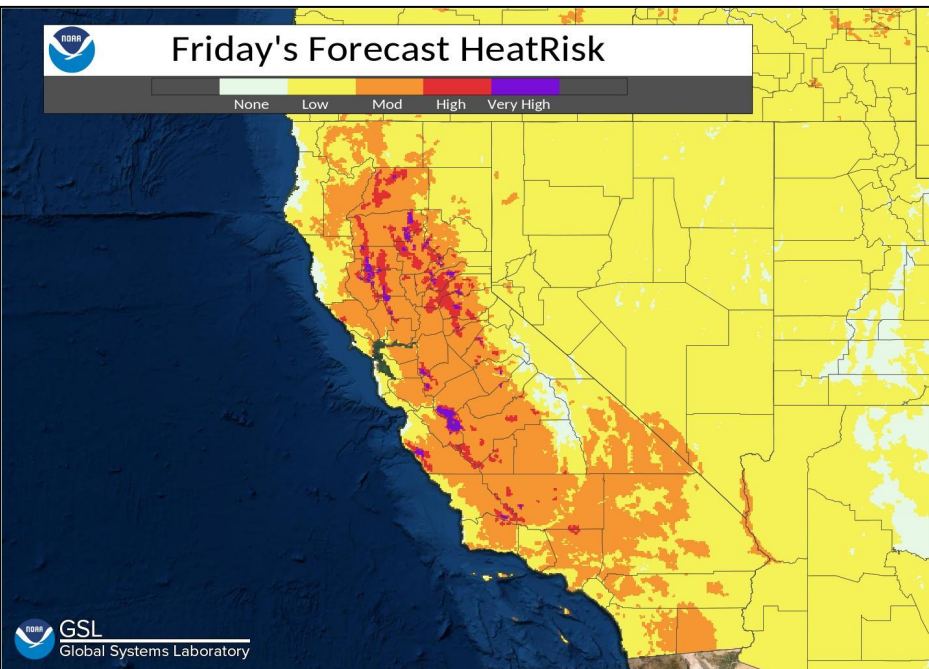 NOAA
Friday's Forecast HeatRisk
None Low Mod High Very High
NOAA
GSL
Global Systems Laboratory